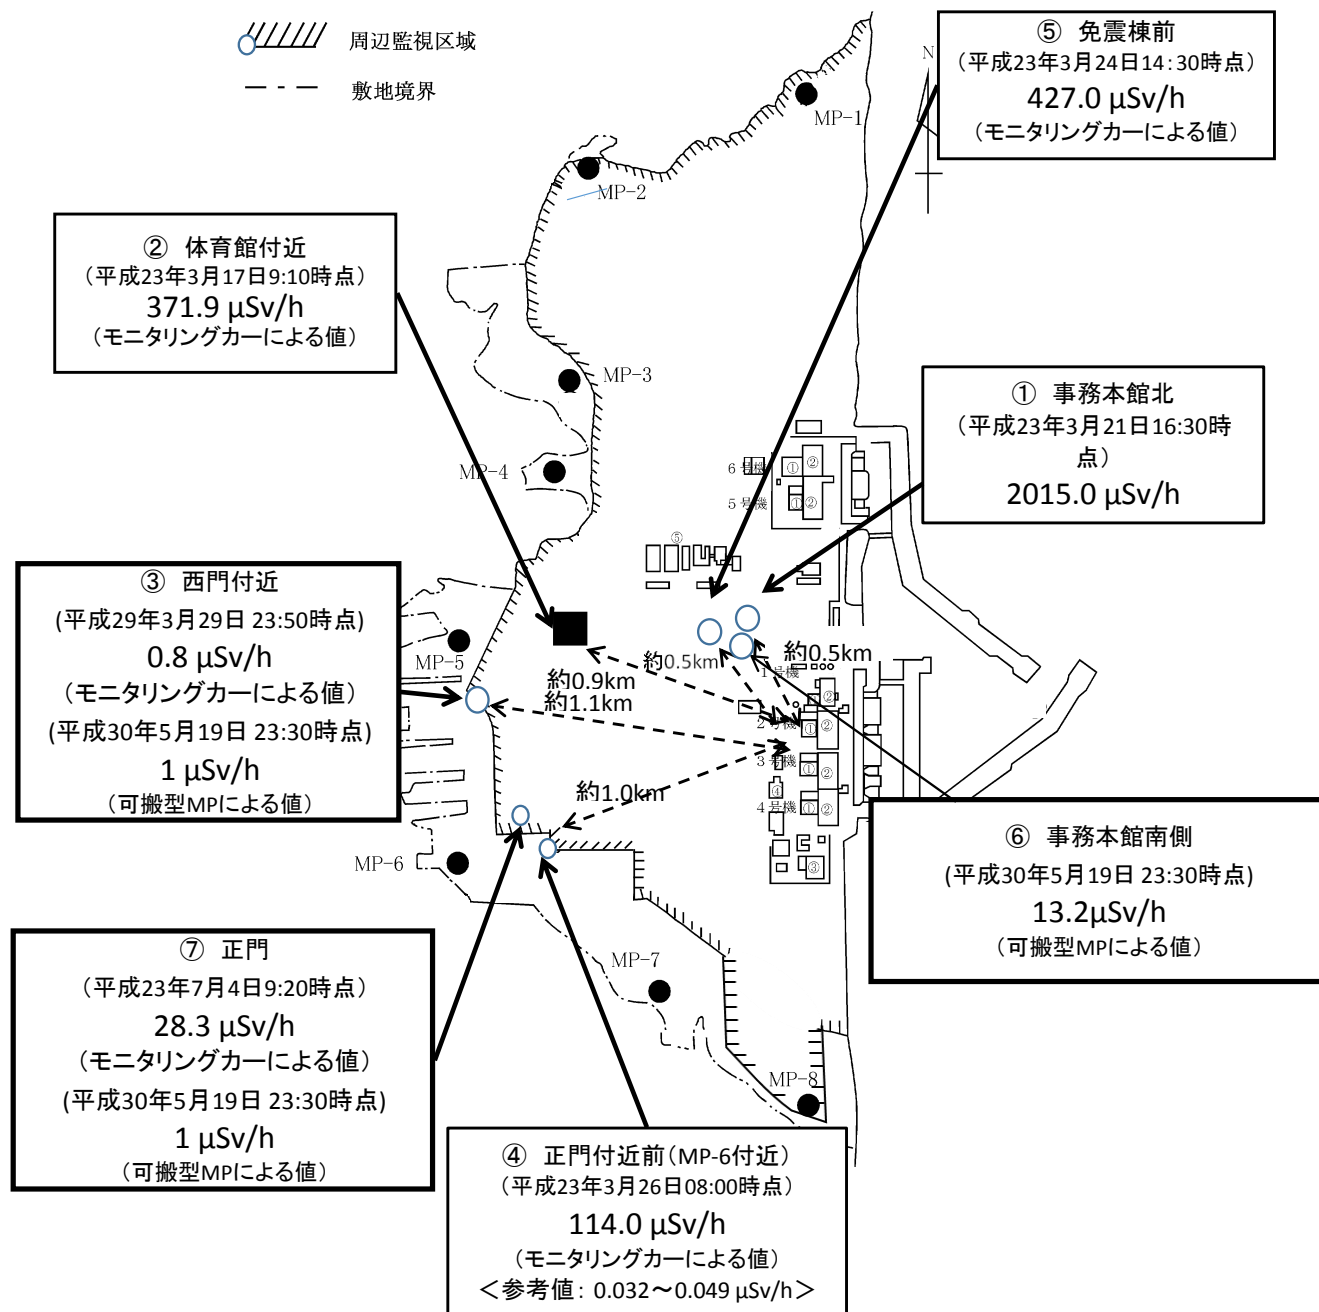 周辺監視区域
敷地境界
⑤ 免震棟前
（平成23年3月24日14:30時点）
427.0 µSv/h
（モニタリングカーによる値）
N
MP-1
MP-2
② 体育館付近
（平成23年3月17日9:10時点）
371.9 µSv/h
（モニタリングカーによる値）
MP-3
① 事務本館北
（平成23年3月21日16:30時
点）
2015.0 µSv/h
MP-4
6号機
①
②
5号機
①
②
⑤
③ 西門付近
(平成29年3月29日 23:50時点)
0.8 µSv/h
（モニタリングカーによる値）
(平成30年5月19日 23:30時点)
1 µSv/h
（可搬型MPによる値）
MP-5
約0.9km
約1.1km
約0.5km
約0.5km
1号機
②
2号機
①
②
3号機
①
②
④
4号機
①
②
③
約1.0km
MP-6
⑥ 事務本館南側
(平成30年5月19日 23:30時点)
13.2µSv/h
（可搬型MPによる値）
⑦ 正門
（平成23年7月4日9:20時点）
28.3 µSv/h
（モニタリングカーによる値）
(平成30年5月19日 23:30時点)
1 µSv/h
（可搬型MPによる値）
MP-7
MP-8
④ 正門付近前（MP-6付近）
（平成23年3月26日08:00時点）
114.0 µSv/h
（モニタリングカーによる値）
＜参考値：0.032～0.049 µSv/h＞